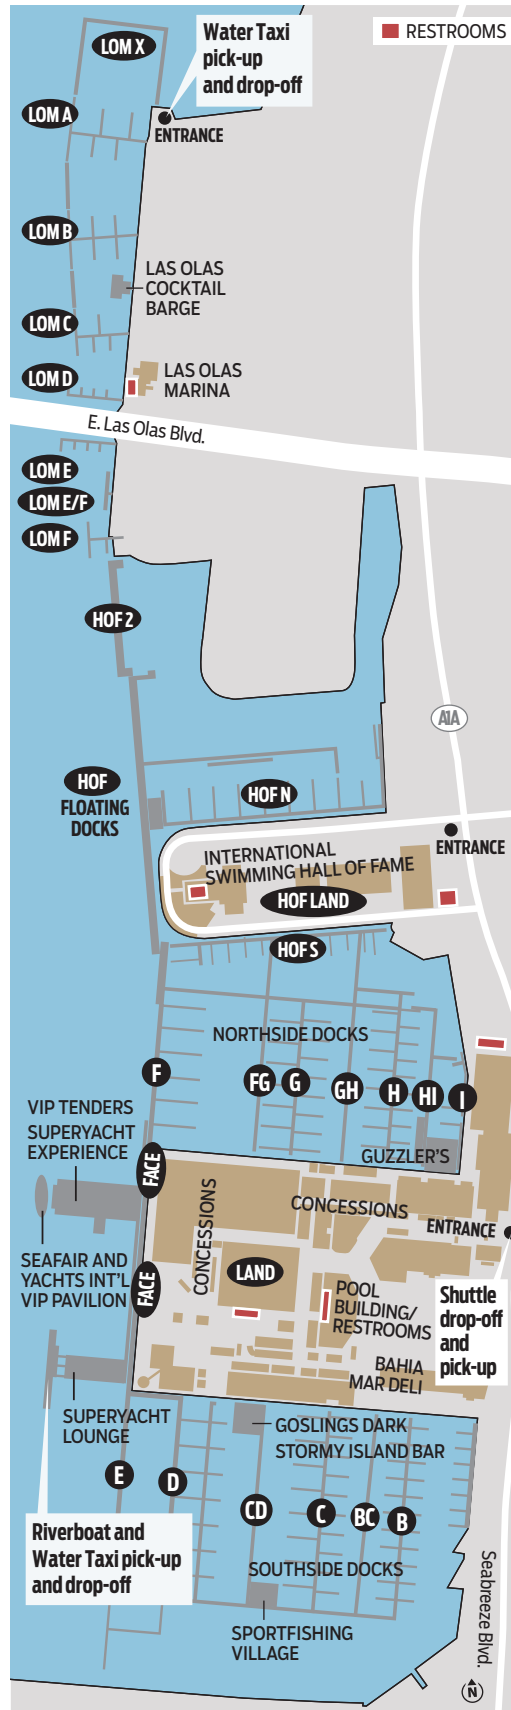 LOM X
Water Taxi
pick-up
and drop-off
RESTROOMS
LOM A
ENTRANCE
LOM B
LAS OLAS
COCKTAIL
BARGE
LOM C
LOM D
LAS OLAS
MARINA
E. Las Olas Blvd.
LOM E
LOM E/F
LOM F
HOF 2
A1A
HOF
FLOATING
DOCKS
HOF N
ENTRANCE
INTERNATIONAL
SWIMMING HALL OF FAME
HOF LAND
HOF S
NORTHSIDE DOCKS
F
FG
G
GH
H
HI
I
VIP TENDERS
SUPERYACHT
EXPERIENCE
FACE
GUZZLER'S
CONCESSIONS
CONCESSIONS
ENTRANCE
SEAFAIR AND
YACHTS INT'L
VIP PAVILION
FACE
LAND
POOL
BUILDING/
RESTROOMS
Shuttle
drop-off
and
pick-up
BAHIA
MAR DELI
SUPERYACHT
LOUNGE
GOSLINGS DARK
STORMY ISLAND BAR
E
D
CD
C
BC
B
Riverboat and
Water Taxi pick-up
and drop-off
SOUTHSIDE DOCKS
SPORTFISHING
VILLAGE
Seabreeze Blvd.
N